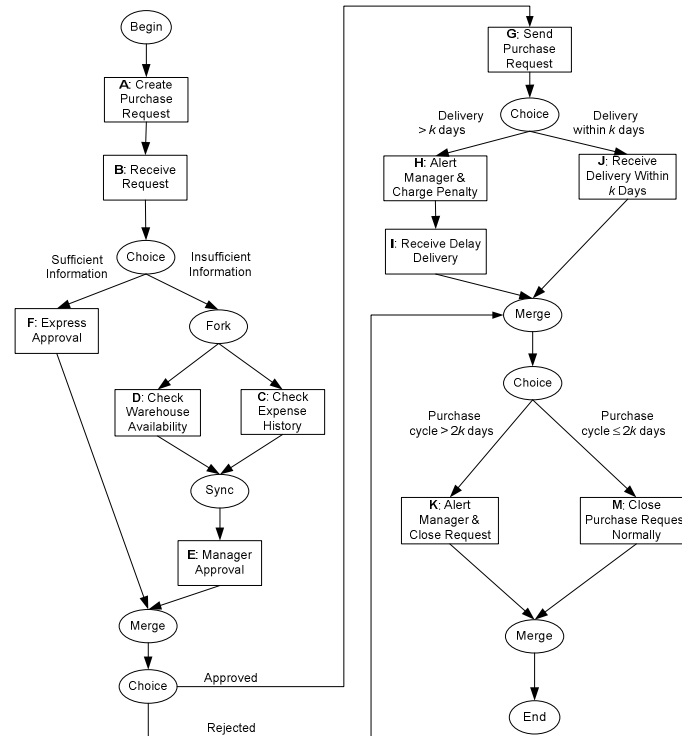 Begin
A: Create
Purchase
Request
B: Receive
Request
Choice
Sufficient
Information
Insufficient
Information
F: Express
Approval
Fork
D: Check
Warehouse
Availability
C: Check
Expense
History
Sync
E: Manager
Approval
Merge
Choice
Approved
Rejected
G: Send
Purchase
Request
Choice
Delivery
> k days
Delivery
within k days
H: Alert
Manager &
Charge Penalty
J: Receive
Delivery Within
k Days
I: Receive Delay
Delivery
Merge
Choice
Purchase
cycle > 2k days
Purchase
cycle ≤ 2k days
K: Alert
Manager &
Close Request
M: Close
Purchase Reques
Normally
Merge
End